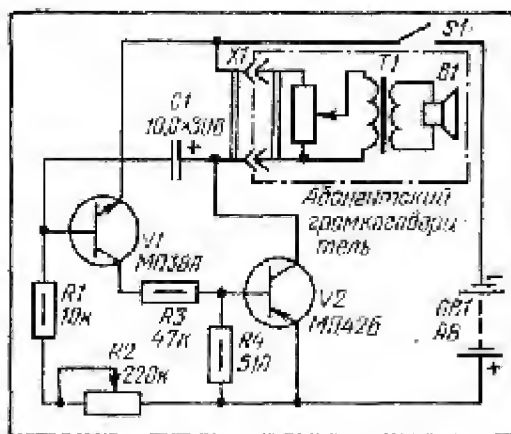 S1
X1
T1
B1
C1
10,0×30В
+
Абонентский
громкоговори-
тель
V1
МП38А
V2
МП42Б
R1
10к
R3
47к
R4
510
R2
220к
GB1
+